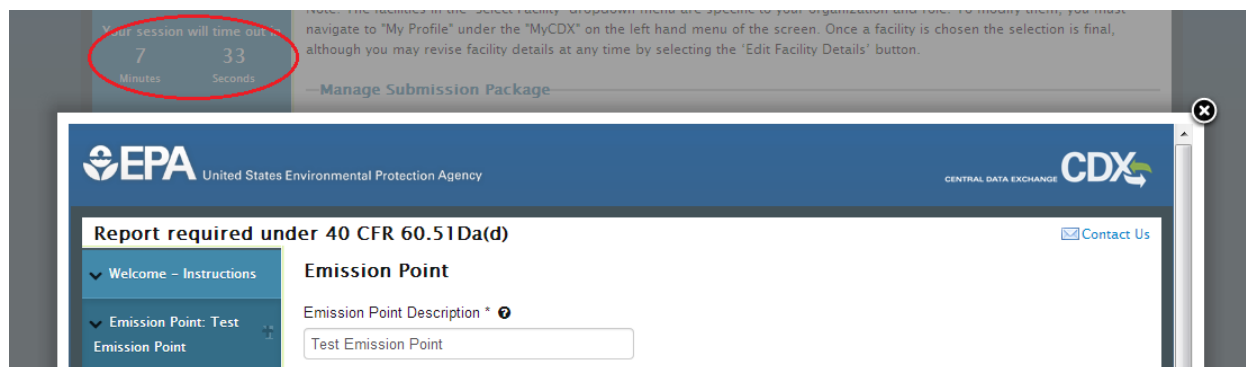 Note: The facilities in the 'Select Facility' dropdown menu are specific to your organization and role. To modify them, you must
Your session will time out in
navigate to "My Profile" under the "MyCDX" on the left hand menu of the screen. Once a facility is chosen the selection is final,
7 33
although you may revise facility details at any time by selecting the 'Edit Facility Details' button.
Minutes Seconds
Manage Submission Package
EPA United States Environmental Protection Agency
CENTRAL DATA EXCHANGE CDX
Report required under 40 CFR 60.51Da(d)
Contact Us
Welcome – Instructions
Emission Point
Emission Point Description *
Emission Point: Test
Emission Point
Test Emission Point